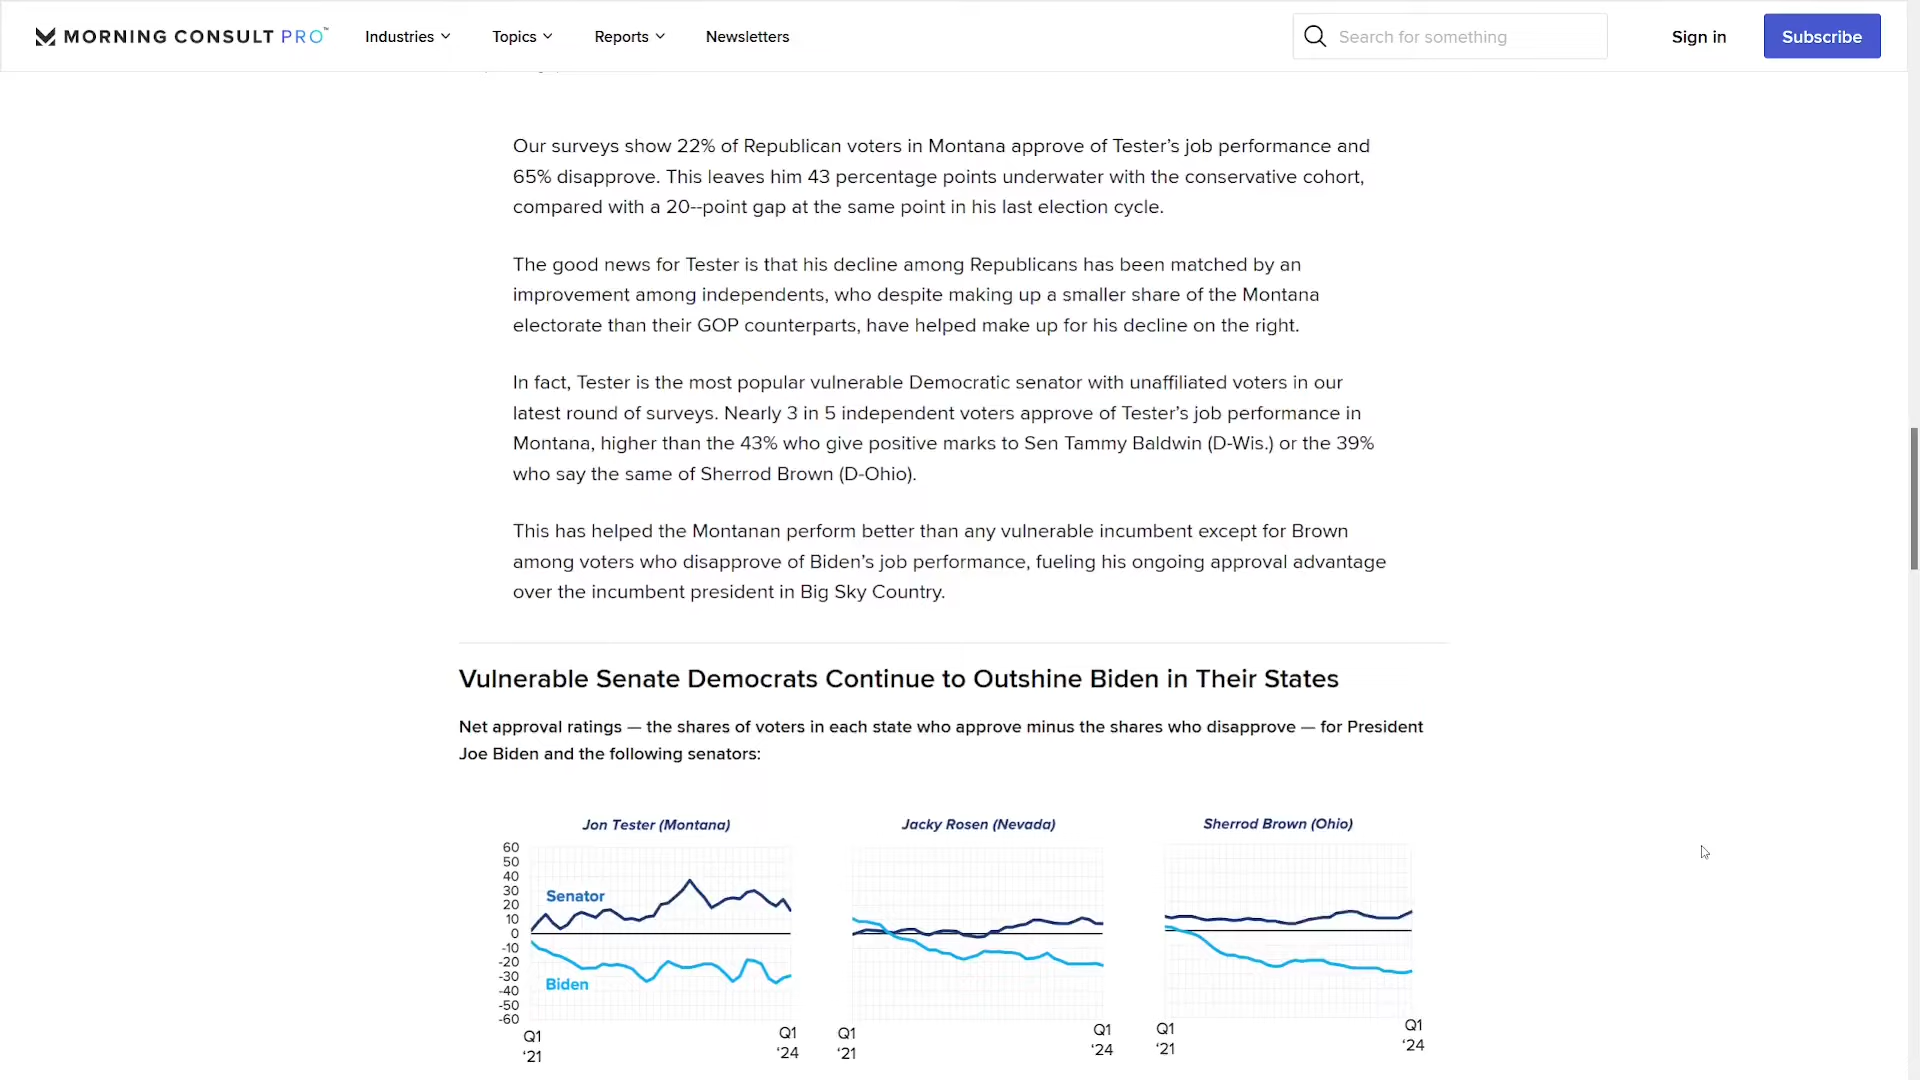 MORNING CONSULT PRO™ Industries Topics Reports Newsletters Search for something Sign in Subscribe
Our surveys show 22% of Republican voters in Montana approve of Tester’s job performance and
65% disapprove. This leaves him 43 percentage points underwater with the conservative cohort,
compared with a 20--point gap at the same point in his last election cycle.
The good news for Tester is that his decline among Republicans has been matched by an
improvement among independents, who despite making up a smaller share of the Montana
electorate than their GOP counterparts, have helped make up for his decline on the right.
In fact, Tester is the most popular vulnerable Democratic senator with unaffiliated voters in our
latest round of surveys. Nearly 3 in 5 independent voters approve of Tester’s job performance in
Montana, higher than the 43% who give positive marks to Sen Tammy Baldwin (D-Wis.) or the 39%
who say the same of Sherrod Brown (D-Ohio).
This has helped the Montanan perform better than any vulnerable incumbent except for Brown
among voters who disapprove of Biden’s job performance, fueling his ongoing approval advantage
over the incumbent president in Big Sky Country.
Vulnerable Senate Democrats Continue to Outshine Biden in Their States
Net approval ratings — the shares of voters in each state who approve minus the shares who disapprove — for President
Joe Biden and the following senators:
Jon Tester (Montana) Jacky Rosen (Nevada) Sherrod Brown (Ohio)
60
50
40
30
Senator
20
10
0
-10
-20
-30
Biden
-40
-50
-60
Q1 Q1 Q1 Q1 Q1 Q1
‘21 ‘24 ‘21 ‘24 ‘21 ‘24